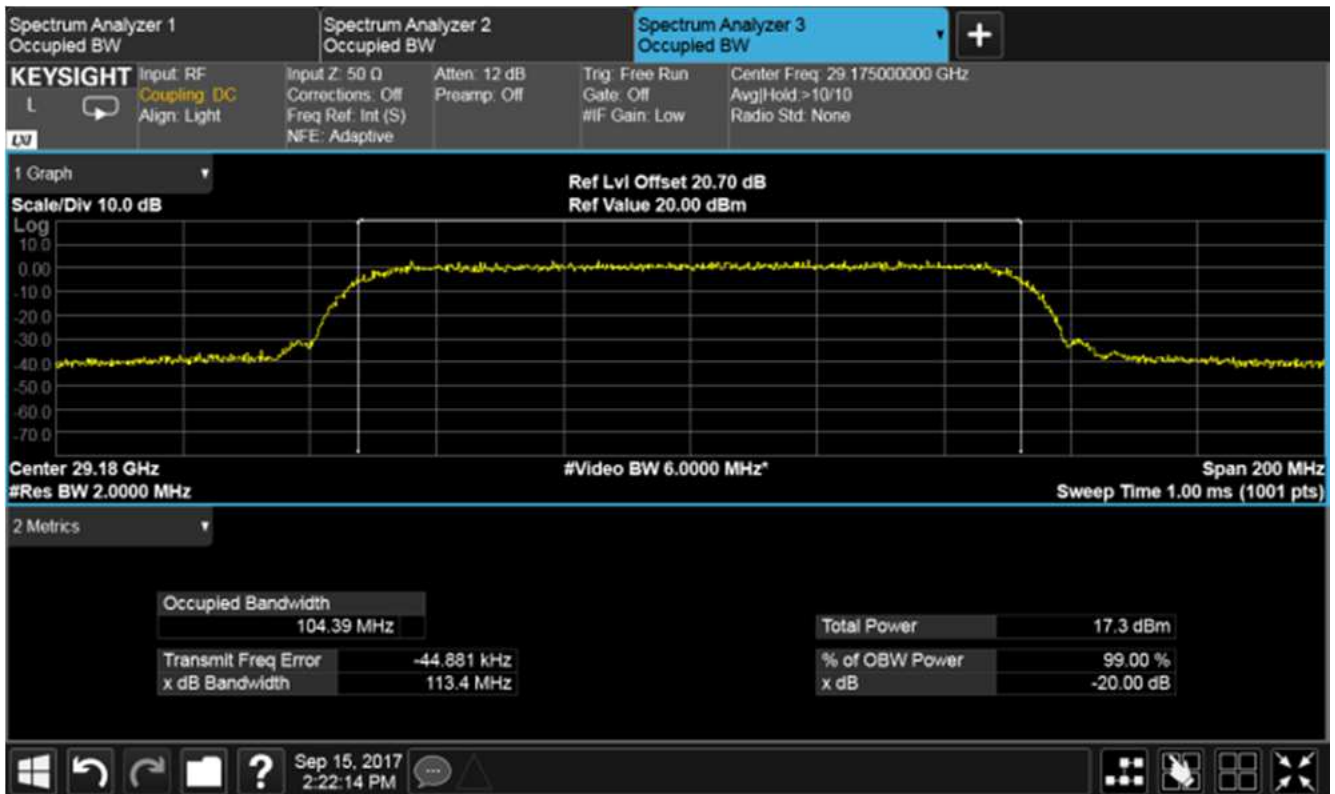 Spectrum Analyzer 1
Occupied BW
Spectrum Analyzer 2
Occupied BW
Spectrum Analyzer 3
Occupied BW
KEYSIGHT
L
LXI
Input: RF
Coupling: DC
Align: Light
Input Z: 50 Ω
Corrections: Off
Freq Ref: Int (S)
NFE: Adaptive
Atten: 12 dB
Preamp: Off
Trig: Free Run
Gate: Off
#IF Gain: Low
Center Freq: 29.175000000 GHz
Avg|Hold:>10/10
Radio Std: None
1 Graph
Scale/Div 10.0 dB
Ref Lvl Offset 20.70 dB
Ref Value 20.00 dBm
Log
10.0
0.00
-10.0
-20.0
-30.0
-40.0
-50.0
-60.0
-70.0
Center 29.18 GHz
#Video BW 6.0000 MHz*
Span 200 MHz
#Res BW 2.0000 MHz
Sweep Time 1.00 ms (1001 pts)
2 Metrics
Occupied Bandwidth
104.39 MHz
Transmit Freq Error -44.881 kHz
x dB Bandwidth 113.4 MHz
Total Power 17.3 dBm
% of OBW Power 99.00 %
x dB -20.00 dB
Sep 15, 2017
2:22:14 PM